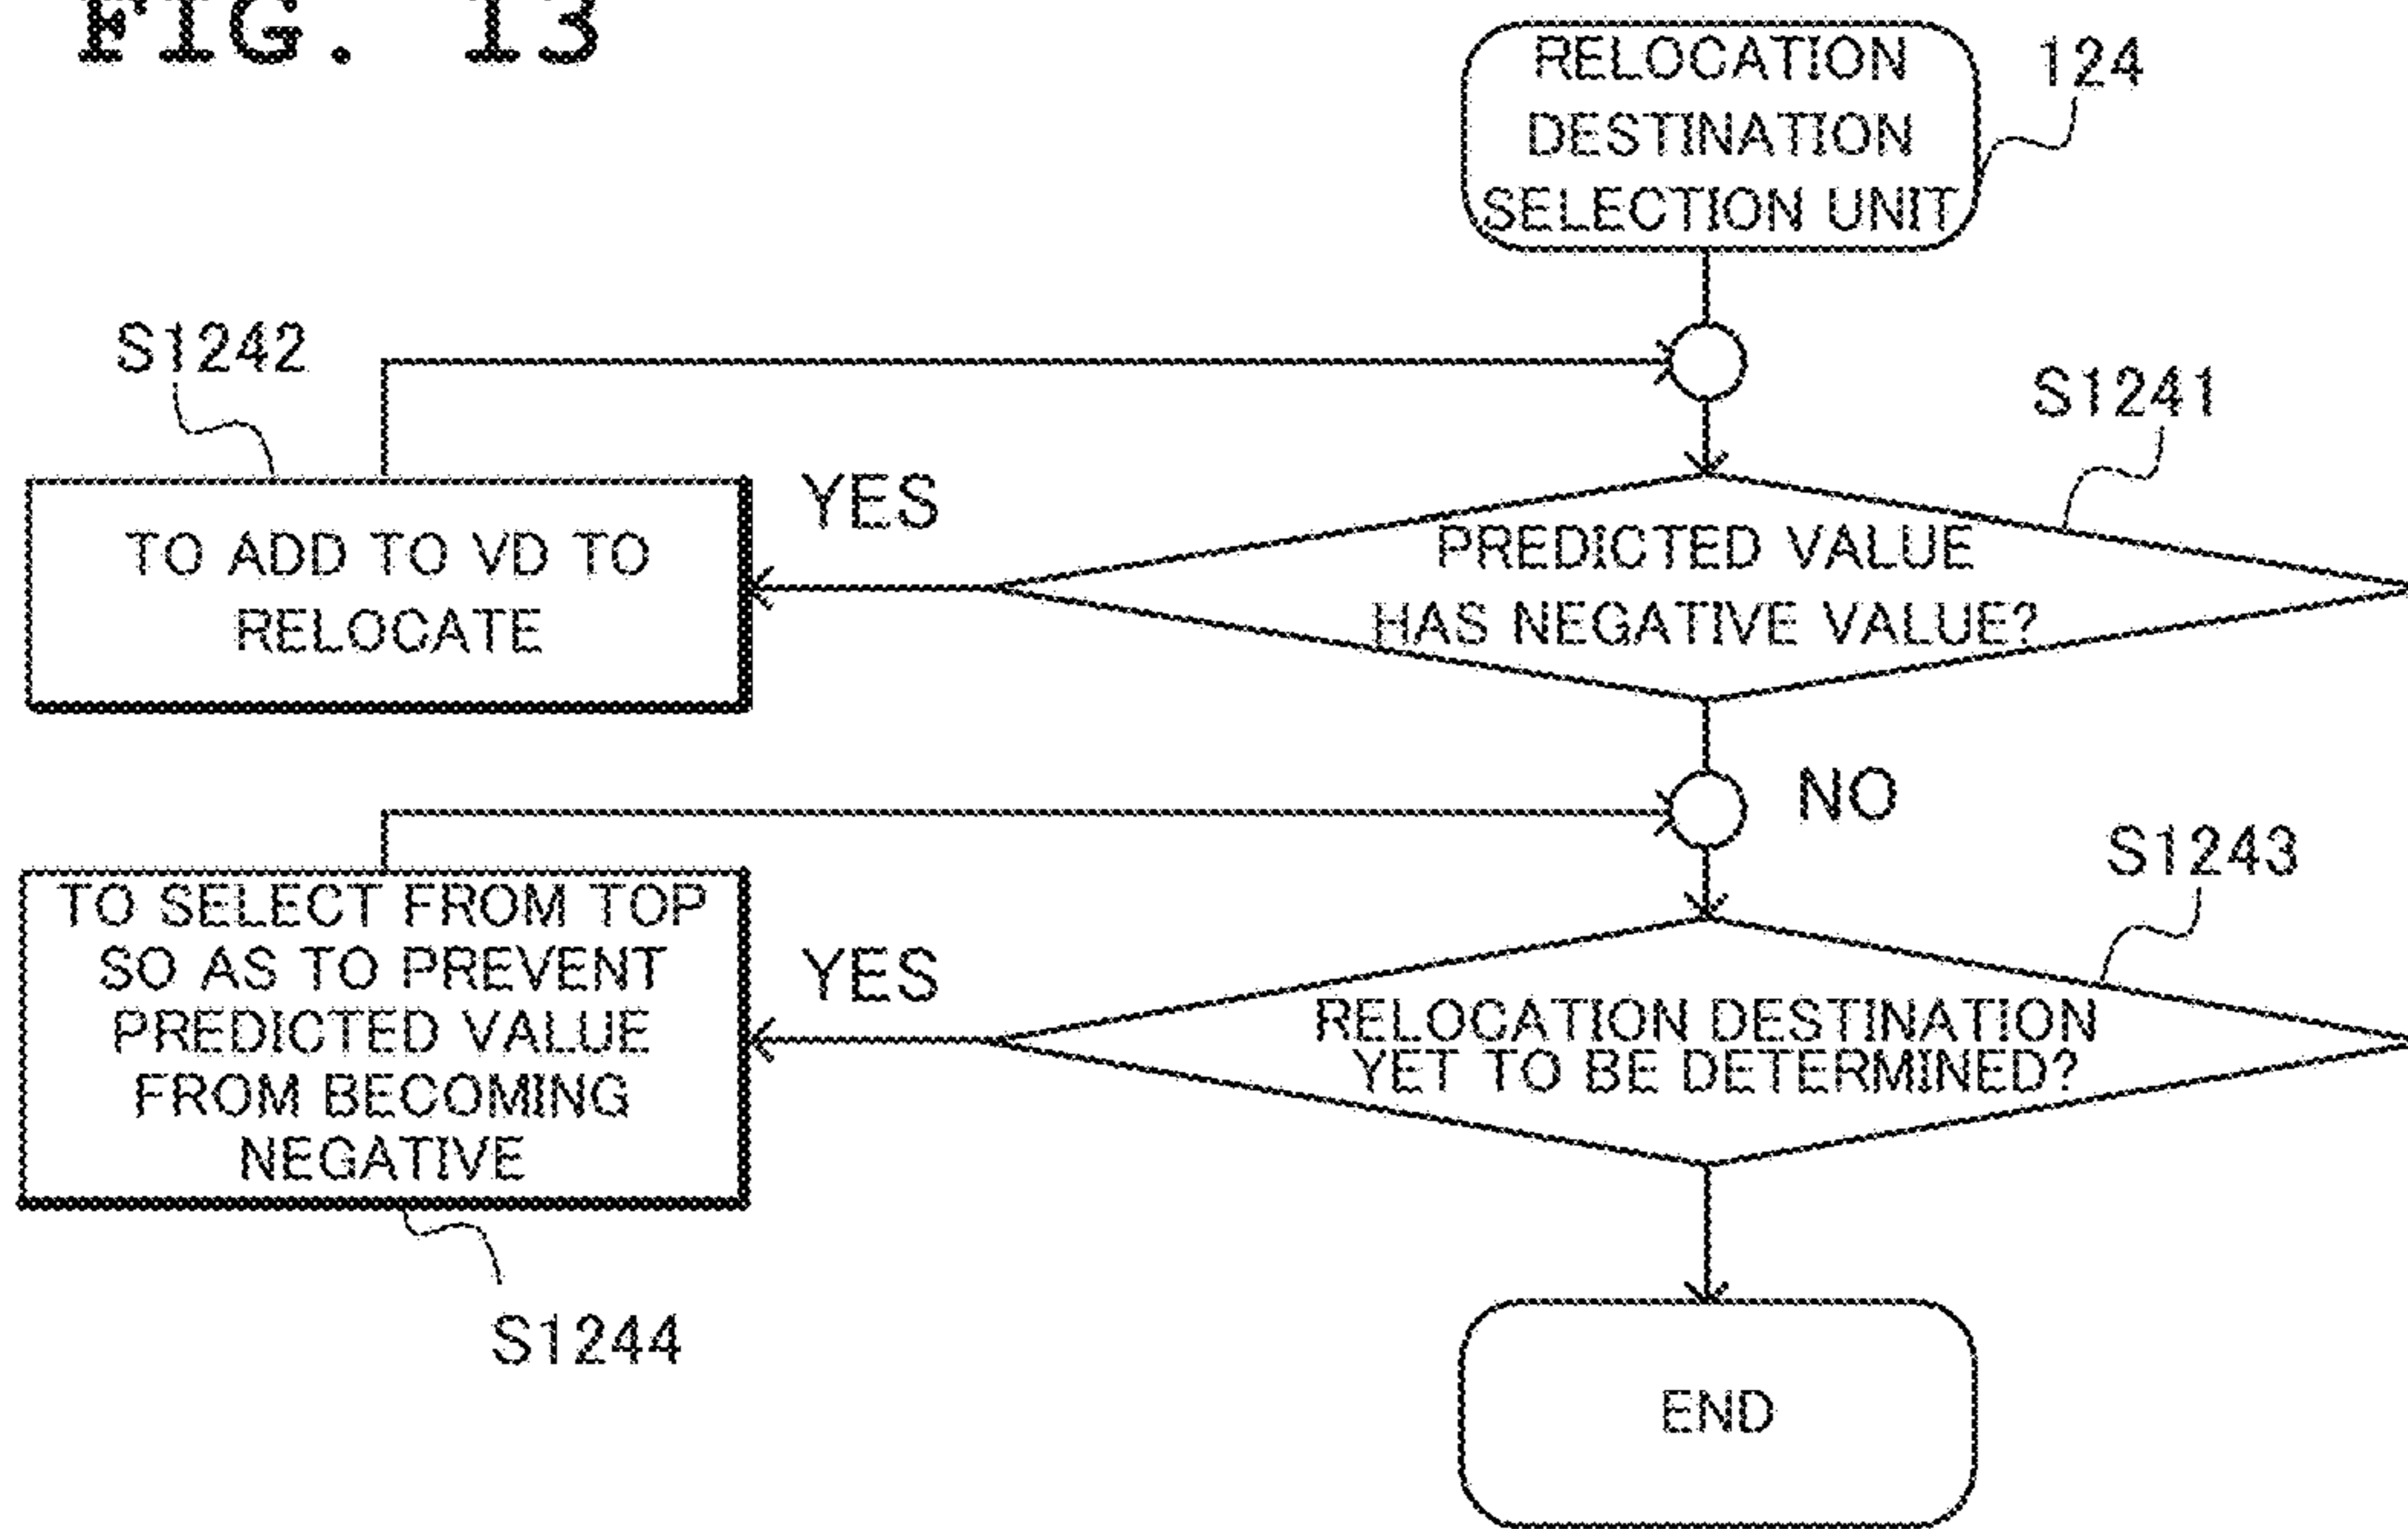 FIG. 13
RELOCATION
DESTINATION
SELECTION UNIT
124
S1242
S1241
TO ADD TO VD TO
RELOCATE
YES
PREDICTED VALUE
HAS NEGATIVE VALUE?
NO
S1243
TO SELECT FROM TOP
SO AS TO PREVENT
PREDICTED VALUE
FROM BECOMING
NEGATIVE
YES
RELOCATION DESTINATION
YET TO BE DETERMINED?
S1244
END